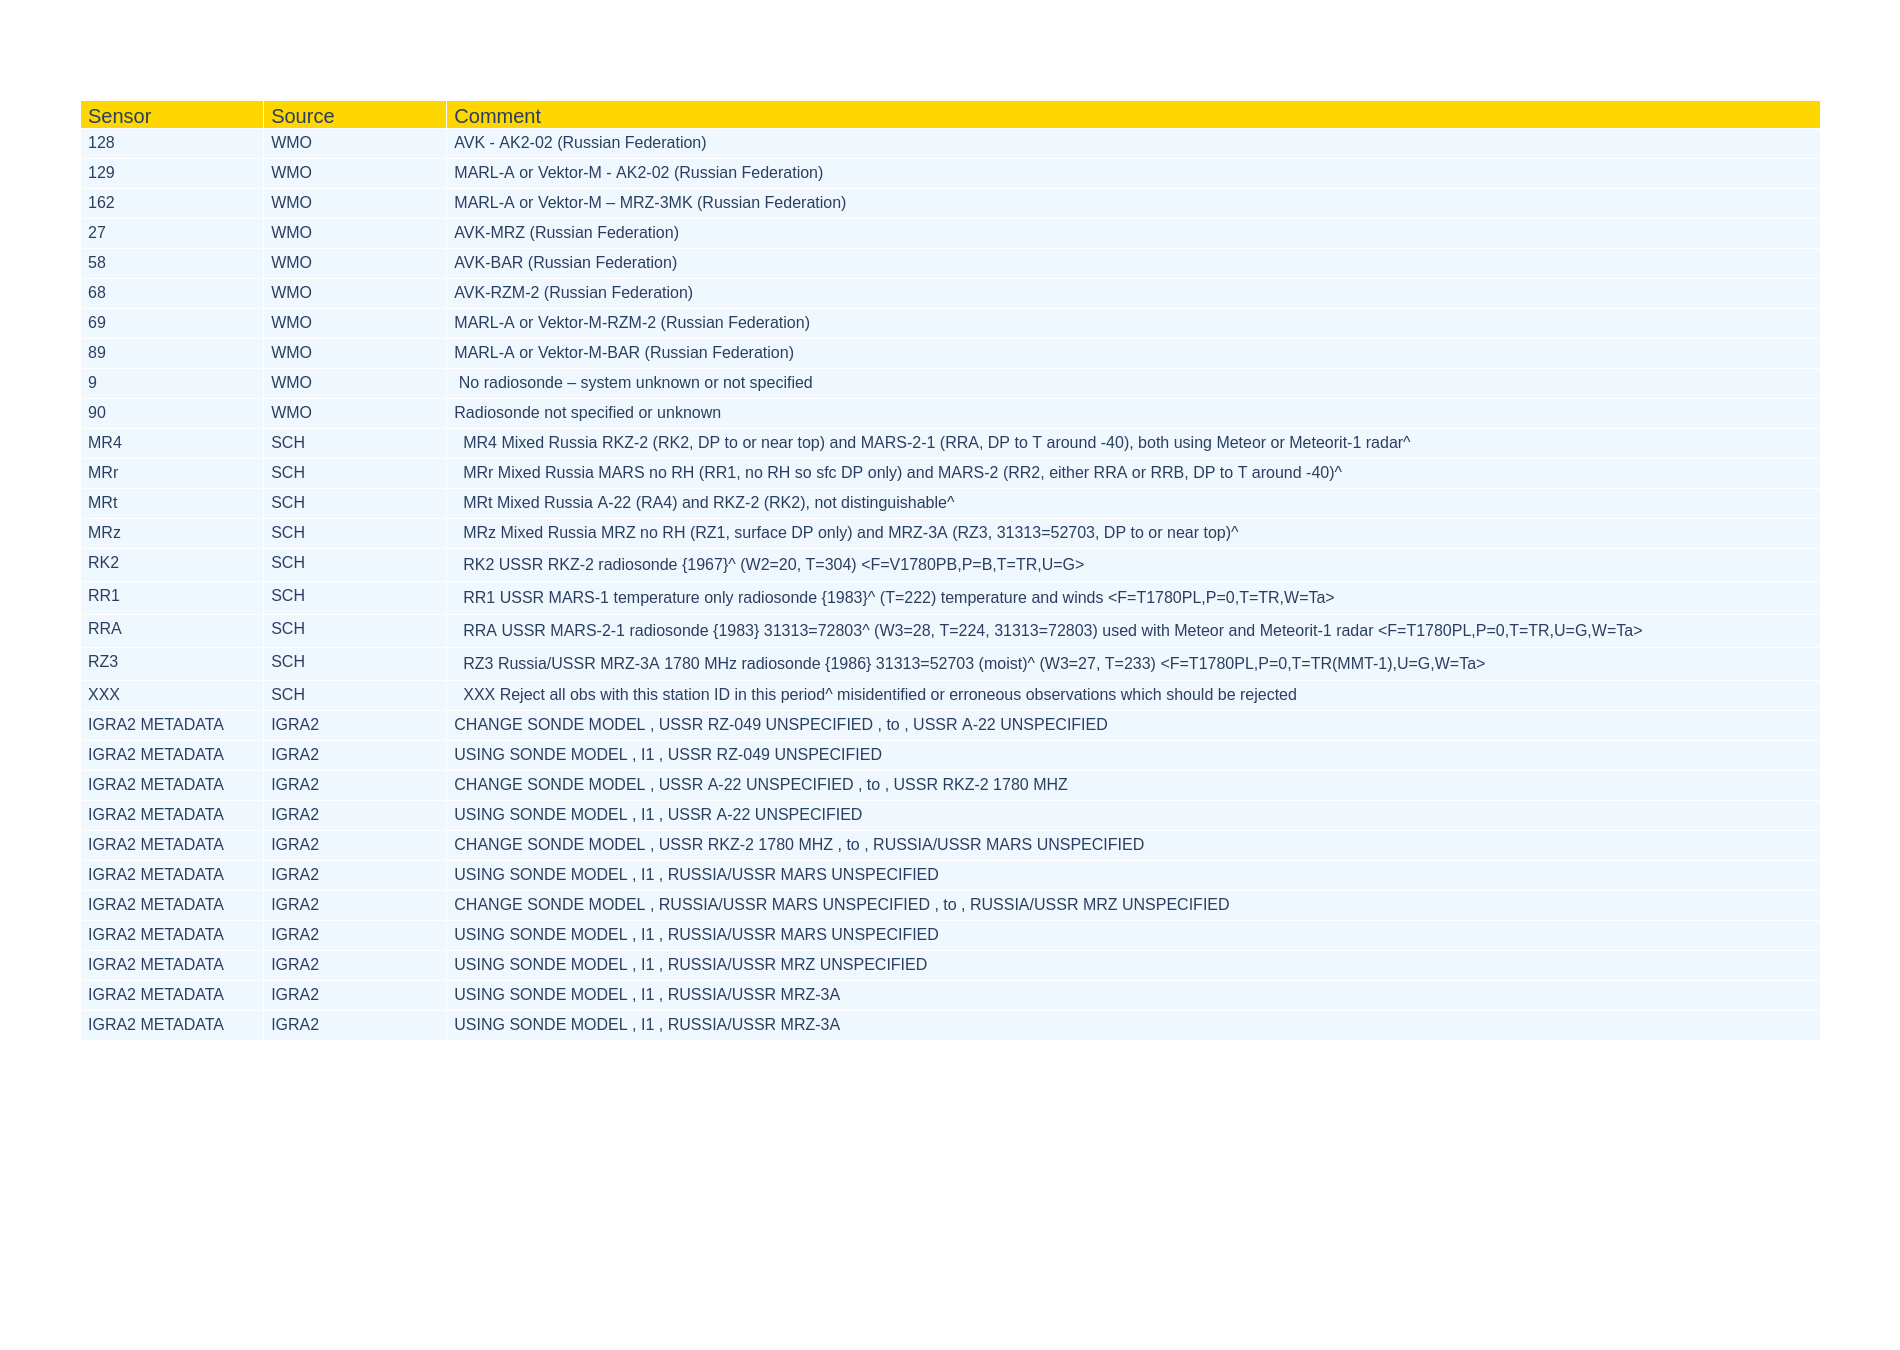 Sensor Source Comment
128 WMO AVK - AK2-02 (Russian Federation)
129 WMO MARL-A or Vektor-M - AK2-02 (Russian Federation)
162 WMO MARL-A or Vektor-M – MRZ-3MK (Russian Federation)
27 WMO AVK-MRZ (Russian Federation)
58 WMO AVK-BAR (Russian Federation)
68 WMO AVK-RZM-2 (Russian Federation)
69 WMO MARL-A or Vektor-M-RZM-2 (Russian Federation)
89 WMO MARL-A or Vektor-M-BAR (Russian Federation)
9 WMO No radiosonde – system unknown or not specified
90 WMO Radiosonde not specified or unknown
MR4 SCH MR4 Mixed Russia RKZ-2 (RK2, DP to or near top) and MARS-2-1 (RRA, DP to T around -40), both using Meteor or Meteorit-1 radar^
MRr SCH MRr Mixed Russia MARS no RH (RR1, no RH so sfc DP only) and MARS-2 (RR2, either RRA or RRB, DP to T around -40)^
MRt SCH MRt Mixed Russia A-22 (RA4) and RKZ-2 (RK2), not distinguishable^
MRz SCH MRz Mixed Russia MRZ no RH (RZ1, surface DP only) and MRZ-3A (RZ3, 31313=52703, DP to or near top)^
RK2 SCH RK2 USSR RKZ-2 radiosonde {1967}^ (W2=20, T=304) <F=V1780PB,P=B,T=TR,U=G>
RR1 SCH RR1 USSR MARS-1 temperature only radiosonde {1983}^ (T=222) temperature and winds <F=T1780PL,P=0,T=TR,W=Ta>
RRA SCH RRA USSR MARS-2-1 radiosonde {1983} 31313=72803^ (W3=28, T=224, 31313=72803) used with Meteor and Meteorit-1 radar <F=T1780PL,P=0,T=TR,U=G,W=Ta>
RZ3 SCH RZ3 Russia/USSR MRZ-3A 1780 MHz radiosonde {1986} 31313=52703 (moist)^ (W3=27, T=233) <F=T1780PL,P=0,T=TR(MMT-1),U=G,W=Ta>
XXX SCH XXX Reject all obs with this station ID in this period^ misidentified or erroneous observations which should be rejected
IGRA2 METADATA IGRA2 CHANGE SONDE MODEL , USSR RZ-049 UNSPECIFIED , to , USSR A-22 UNSPECIFIED
IGRA2 METADATA IGRA2 USING SONDE MODEL , I1 , USSR RZ-049 UNSPECIFIED
IGRA2 METADATA IGRA2 CHANGE SONDE MODEL , USSR A-22 UNSPECIFIED , to , USSR RKZ-2 1780 MHZ
IGRA2 METADATA IGRA2 USING SONDE MODEL , I1 , USSR A-22 UNSPECIFIED
IGRA2 METADATA IGRA2 CHANGE SONDE MODEL , USSR RKZ-2 1780 MHZ , to , RUSSIA/USSR MARS UNSPECIFIED
IGRA2 METADATA IGRA2 USING SONDE MODEL , I1 , RUSSIA/USSR MARS UNSPECIFIED
IGRA2 METADATA IGRA2 CHANGE SONDE MODEL , RUSSIA/USSR MARS UNSPECIFIED , to , RUSSIA/USSR MRZ UNSPECIFIED
IGRA2 METADATA IGRA2 USING SONDE MODEL , I1 , RUSSIA/USSR MARS UNSPECIFIED
IGRA2 METADATA IGRA2 USING SONDE MODEL , I1 , RUSSIA/USSR MRZ UNSPECIFIED
IGRA2 METADATA IGRA2 USING SONDE MODEL , I1 , RUSSIA/USSR MRZ-3A
IGRA2 METADATA IGRA2 USING SONDE MODEL , I1 , RUSSIA/USSR MRZ-3A